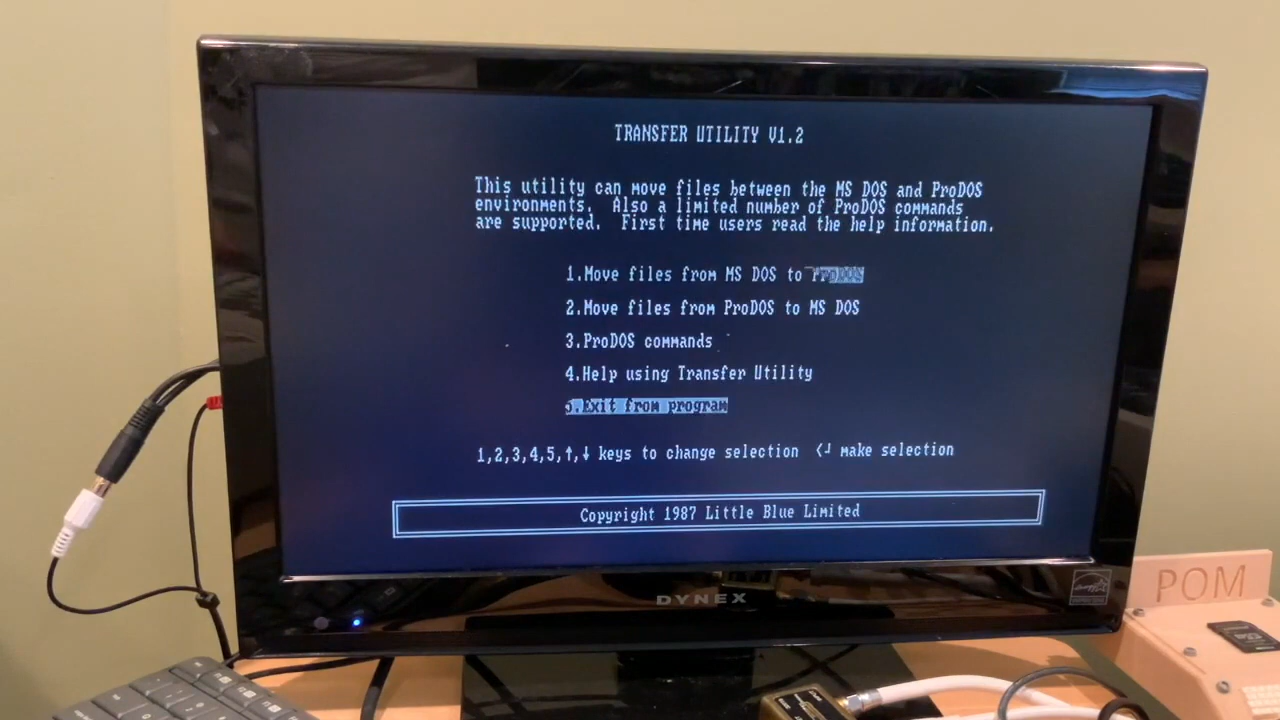 TRANSFER UTILITY V1.2
This utility can move files between the MS DOS and ProDOS
environments. Also a limited number of ProDOS commands
are supported. First time users read the help information.
1.Move files from MS DOS to ProDOS
2.Move files from ProDOS to MS DOS
3.ProDOS commands
4.Help using Transfer Utility
5.Exit from program
1,2,3,4,5,↑,↓ keys to change selection <┘ make selection
Copyright 1987 Little Blue Limited
DYNEX
POM